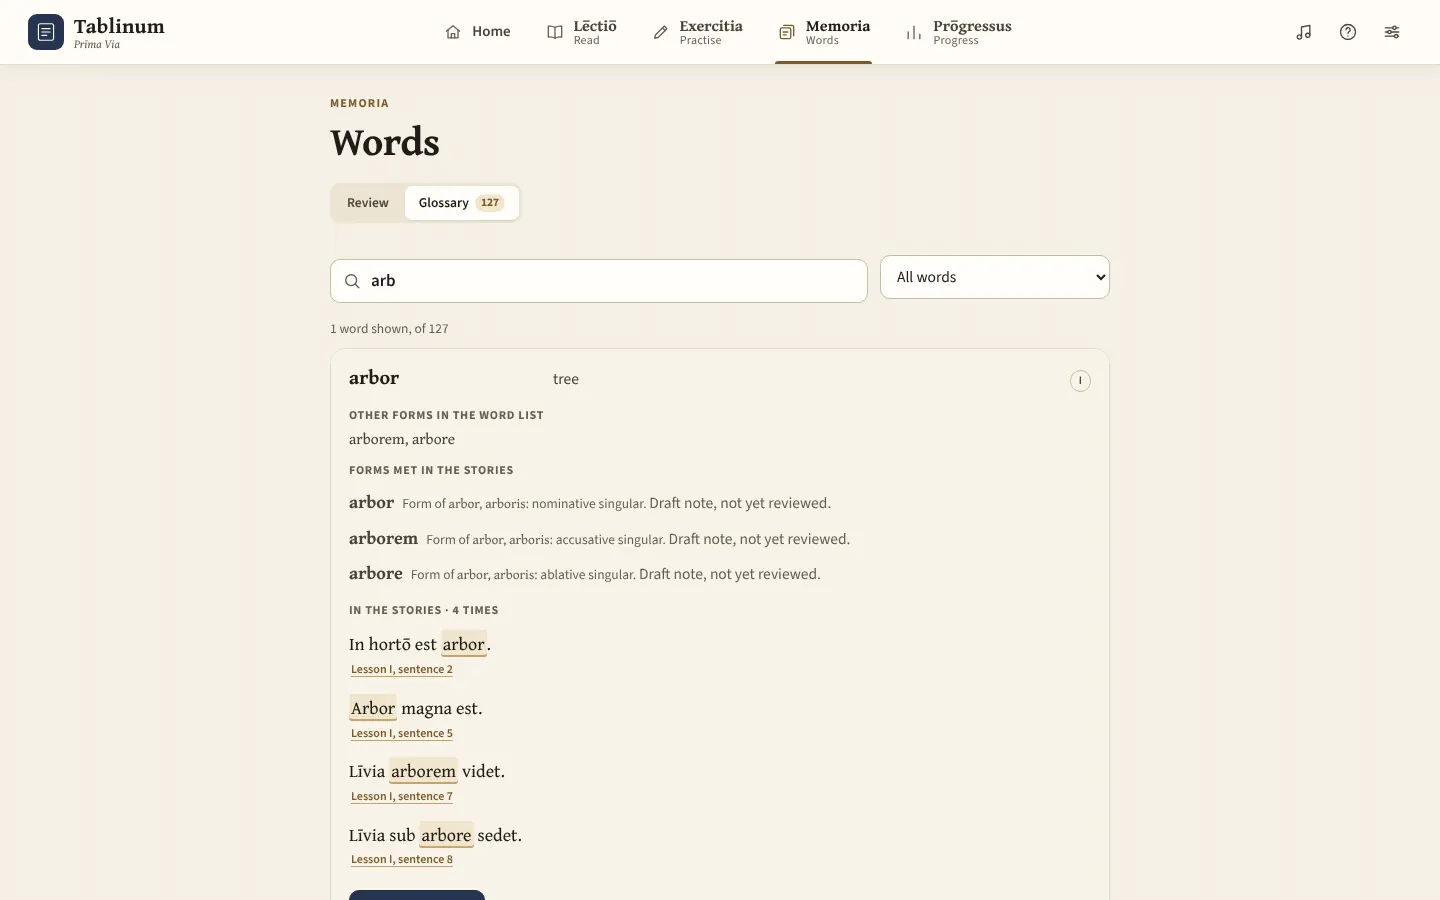 Tablinum
Prima Via
Home
Lēctiō
Read
Exercitia
Practise
Memoria
Words
Prōgressus
Progress
MEMORIA
Words
Review
Glossary 127
arb
All words
1 word shown, of 127
arbor tree I
OTHER FORMS IN THE WORD LIST
arborem, arbore
FORMS MET IN THE STORIES
arbor Form of arbor, arboris: nominative singular. Draft note, not yet reviewed.
arborem Form of arbor, arboris: accusative singular. Draft note, not yet reviewed.
arbore Form of arbor, arboris: ablative singular. Draft note, not yet reviewed.
IN THE STORIES · 4 TIMES
In hortō est arbor.
Lesson I, sentence 2
Arbor magna est.
Lesson I, sentence 5
Līvia arborem videt.
Lesson I, sentence 7
Līvia sub arbore sedet.
Lesson I, sentence 8